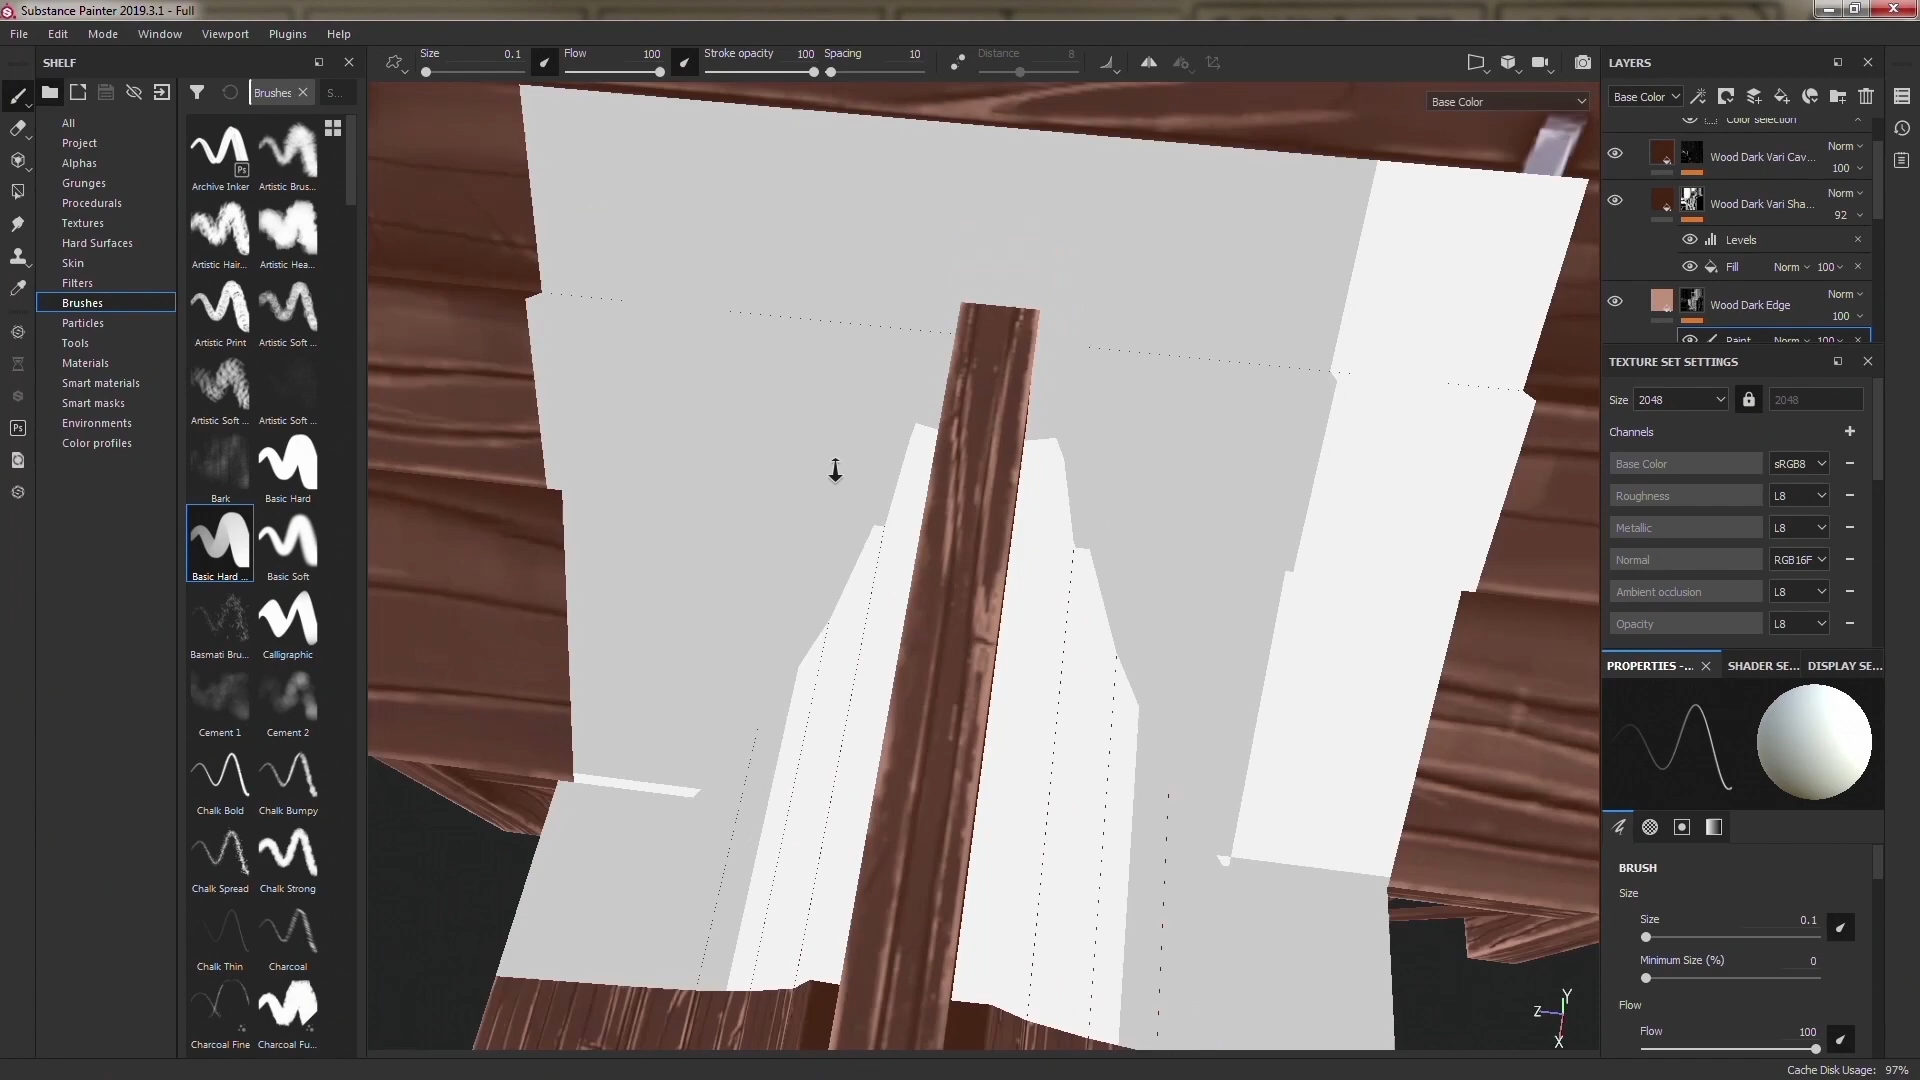 Substance Painter 2019.3.1 - Full
File Edit Mode Window Viewport Plugins Help
SHELF
Size 0.1 Flow 100 Stroke opacity 100 Spacing 10 Distance 8
Brushes S...
All
Project
Alphas
Grunges
Procedurals
Textures
Hard Surfaces
Skin
Filters
Brushes
Particles
Tools
Materials
Smart materials
Smart masks
Environments
Color profiles
Ps
Ps
Archive Inker Artistic Brus...
Artistic Hair... Artistic Hea...
Artistic Print Artistic Soft ...
Artistic Soft ... Artistic Soft ...
Bark Basic Hard
Basic Hard ... Basic Soft
Basmati Bru... Calligraphic
Cement 1 Cement 2
Chalk Bold Chalk Bumpy
Chalk Spread Chalk Strong
Chalk Thin Charcoal
Charcoal Fine Charcoal Fu...
Base Color
Z Y X
LAYERS
Base Color
Color selection
Wood Dark Vari Cav... Norm 100
Wood Dark Vari Sha... Norm 92
Levels
Fill Norm 100
Wood Dark Edge Norm 100
Paint Norm 100
TEXTURE SET SETTINGS
Size 2048 2048
Channels
Base Color sRGB8
Roughness L8
Metallic L8
Normal RGB16F
Ambient occlusion L8
Opacity L8
PROPERTIES -... SHADER SE... DISPLAY SE...
BRUSH
Size
Size 0.1
Minimum Size (%) 0
Flow
Flow 100
Cache Disk Usage: 97%